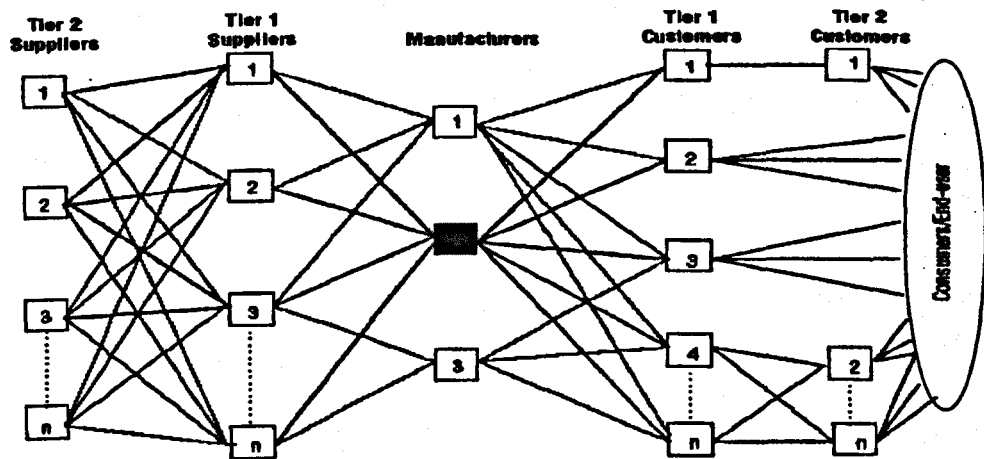 Tier 2
Suppliers
Tier 1
Suppliers
Manufacturers
Tier 1
Customers
Tier 2
Customers
1
2
3
n
1
2
3
n
1
3
1
2
3
4
n
1
2
n
Consumers/End-user